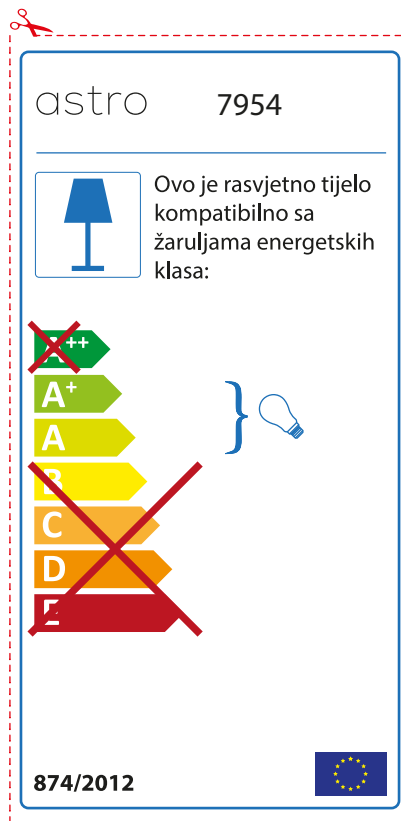 astro 7954
Ovo je rasvjetno tijelo
kompatibilno sa
žaruljama energetskih
klasa:
A++
A+
A
B
C
D
E
874/2012